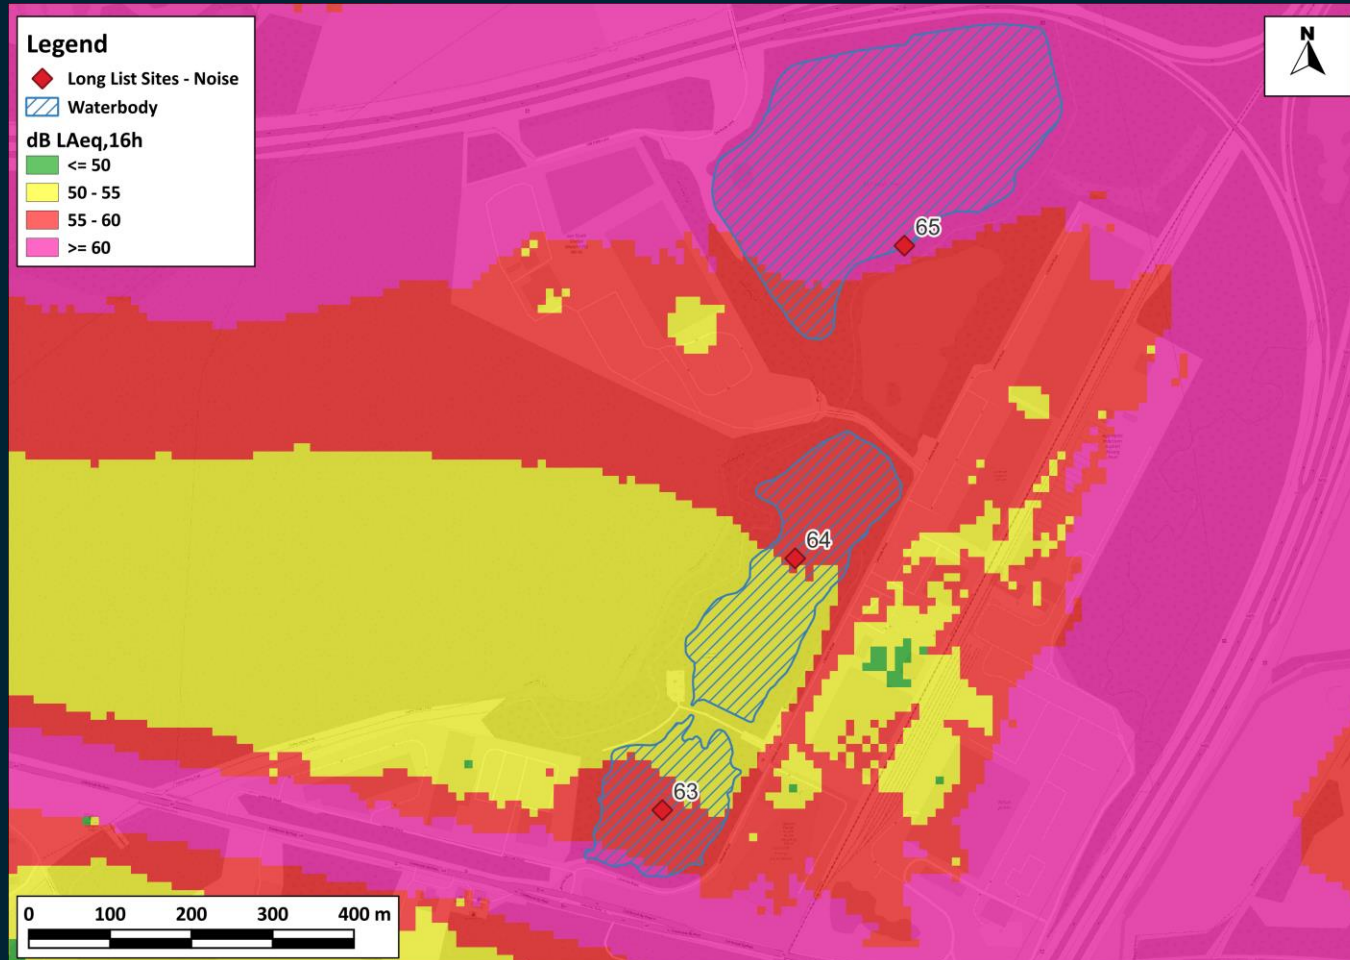 Legend
Long List Sites - Noise
Waterbody
dB LAeq,16h
<= 50
50 - 55
55 - 60
>= 60
N
65
64
63
0 100 200 300 400 m